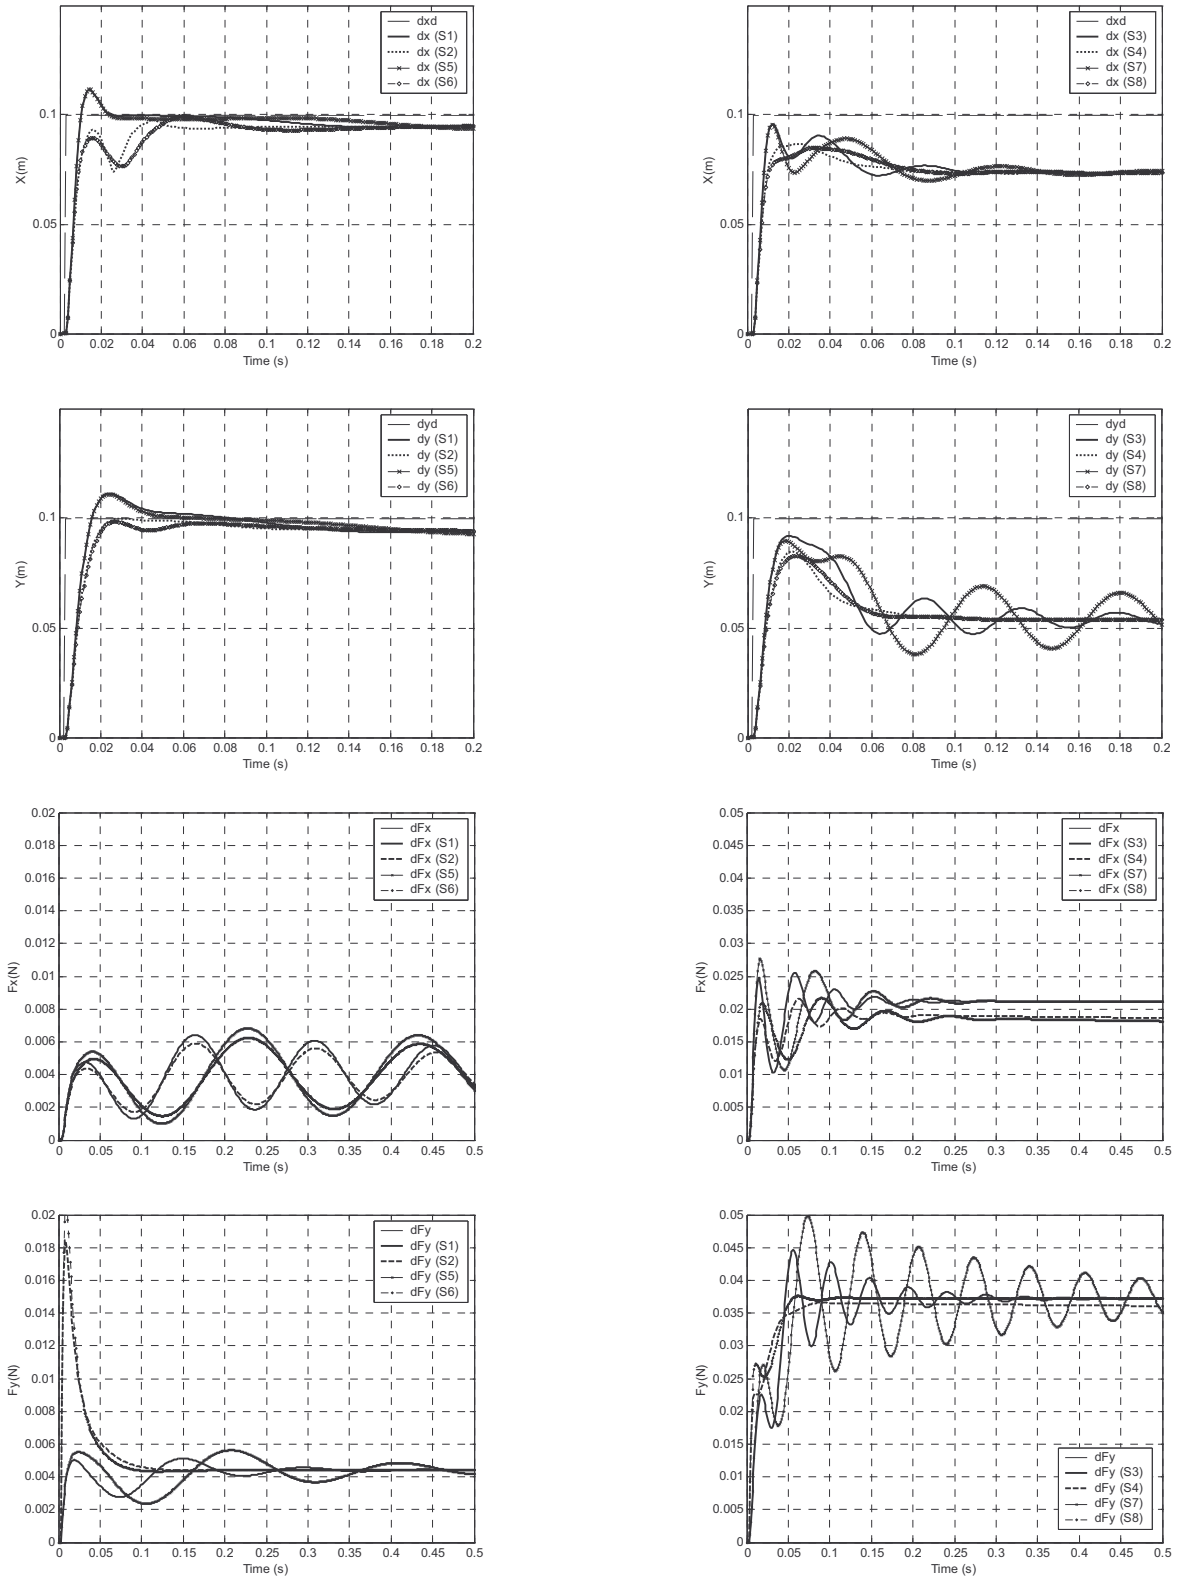 dxd
dx (S1)
dx (S2)
dx (S5)
dx (S6)
0.1
0.05
0
X(m)
0 0.02 0.04 0.06 0.08 0.1 0.12 0.14 0.16 0.18 0.2
Time (s)
dxd
dx (S3)
dx (S4)
dx (S7)
dx (S8)
0.1
0.05
0
X(m)
0 0.02 0.04 0.06 0.08 0.1 0.12 0.14 0.16 0.18 0.2
Time (s)
dyd
dy (S1)
dy (S2)
dy (S5)
dy (S6)
0.1
0.05
0
Y(m)
0 0.02 0.04 0.06 0.08 0.1 0.12 0.14 0.16 0.18 0.2
Time (s)
dyd
dy (S3)
dy (S4)
dy (S7)
dy (S8)
0.1
0.05
0
Y(m)
0 0.02 0.04 0.06 0.08 0.1 0.12 0.14 0.16 0.18 0.2
Time (s)
dFx
dFx (S1)
dFx (S2)
dFx (S5)
dFx (S6)
0.02
0.018
0.016
0.014
0.012
0.01
0.008
0.006
0.004
0.002
0
Fx(N)
0 0.05 0.1 0.15 0.2 0.25 0.3 0.35 0.4 0.45 0.5
Time (s)
dFx
dFx (S3)
dFx (S4)
dFx (S7)
dFx (S8)
0.05
0.045
0.04
0.035
0.03
0.025
0.02
0.015
0.01
0.005
0
Fx(N)
0 0.05 0.1 0.15 0.2 0.25 0.3 0.35 0.4 0.45 0.5
Time (s)
dFy
dFy (S1)
dFy (S2)
dFy (S5)
dFy (S6)
0.02
0.018
0.016
0.014
0.012
0.01
0.008
0.006
0.004
0.002
0
Fy(N)
0 0.05 0.1 0.15 0.2 0.25 0.3 0.35 0.4 0.45 0.5
Time (s)
0.05
0.045
0.04
0.035
0.03
0.025
0.02
0.015
0.01
0.005
0
Fy(N)
dFy
dFy (S3)
dFy (S4)
dFy (S7)
dFy (S8)
0 0.05 0.1 0.15 0.2 0.25 0.3 0.35 0.4 0.45 0.5
Time (s)